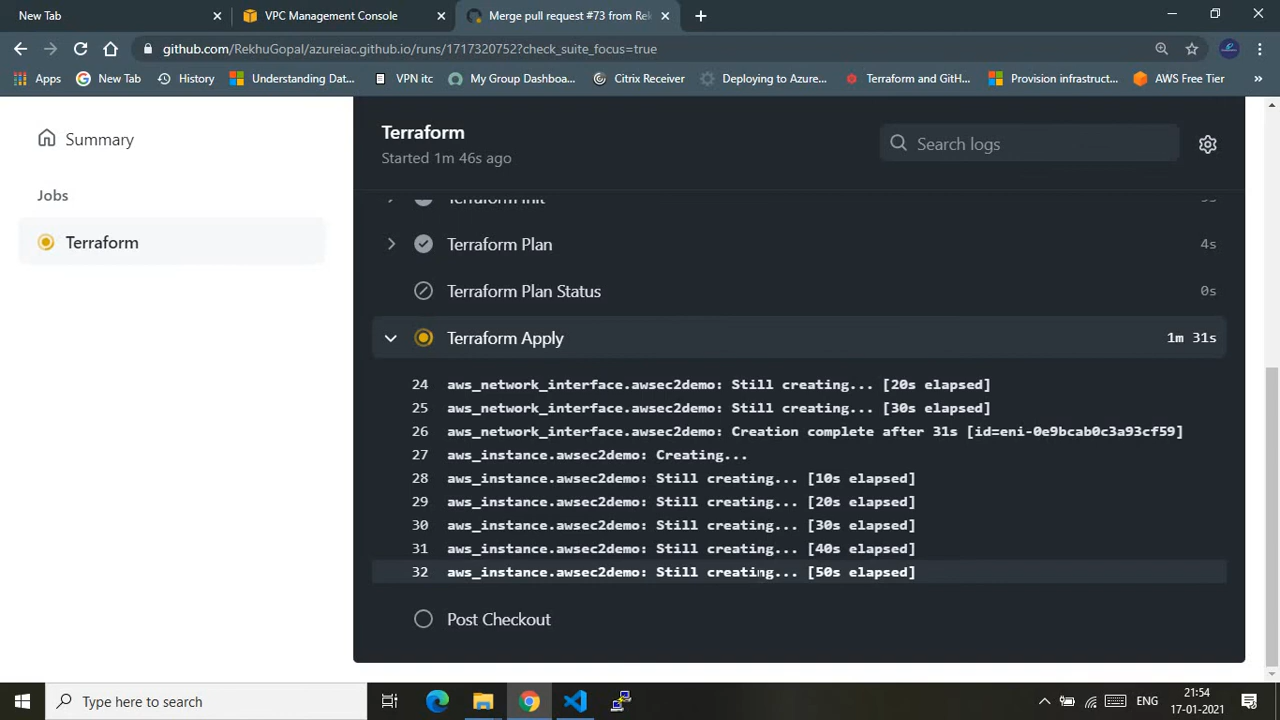 New Tab
VPC Management Console
Merge pull request #73 from Rek
github.com/RekhuGopal/azureiac.github.io/runs/1717320752?check_suite_focus=true
Apps
New Tab
History
Understanding Dat...
VPN itc
My Group Dashboa...
Citrix Receiver
Deploying to Azure...
Terraform and GitH...
Provision infrastruct...
AWS Free Tier
»
Summary
Jobs
Terraform
Terraform
Started 1m 46s ago
Search logs
Terraform Init
Terraform Plan 4s
Terraform Plan Status 0s
Terraform Apply 1m 31s
24 aws_network_interface.awsec2demo: Still creating... [20s elapsed]
25 aws_network_interface.awsec2demo: Still creating... [30s elapsed]
26 aws_network_interface.awsec2demo: Creation complete after 31s [id=eni-0e9bcab0c3a93cf59]
27 aws_instance.awsec2demo: Creating...
28 aws_instance.awsec2demo: Still creating... [10s elapsed]
29 aws_instance.awsec2demo: Still creating... [20s elapsed]
30 aws_instance.awsec2demo: Still creating... [30s elapsed]
31 aws_instance.awsec2demo: Still creating... [40s elapsed]
32 aws_instance.awsec2demo: Still creating... [50s elapsed]
Post Checkout
Type here to search
ENG
21:54
17-01-2021